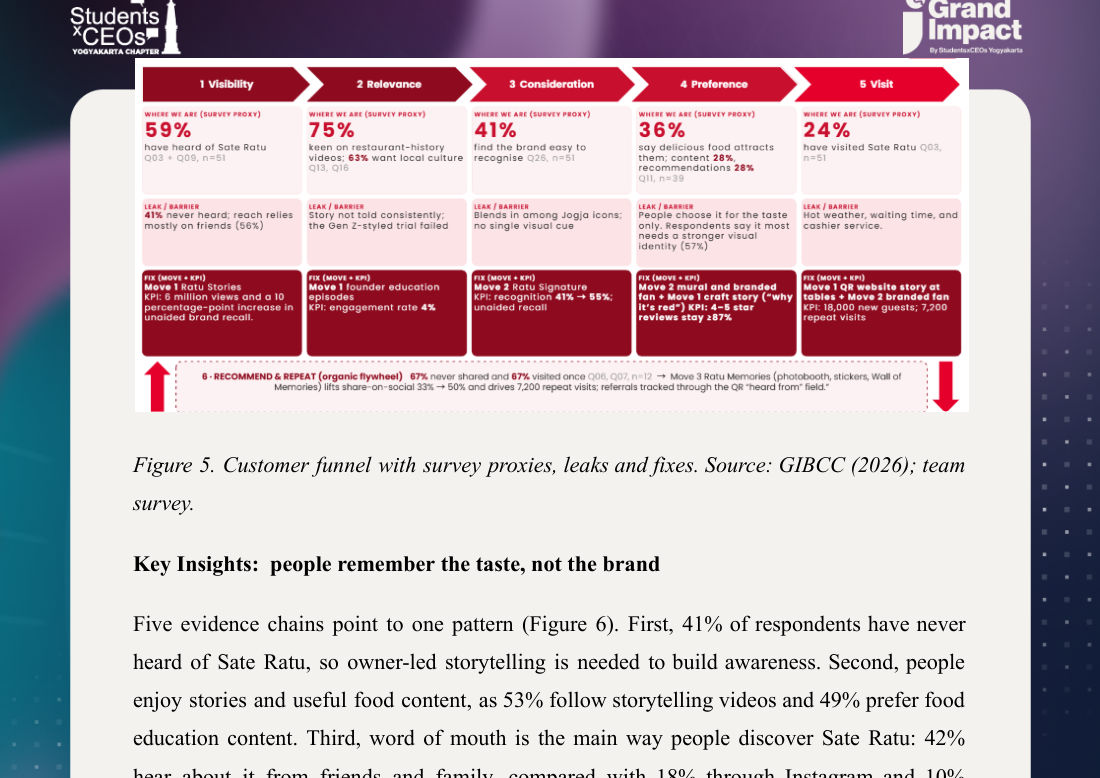 Students
xCEOs
YOGYAKARTA CHAPTER
Grand
Impact
By StudentsxCEOs Yogyakarta
1 Visibility
2 Relevance
3 Consideration
4 Preference
5 Visit
WHERE WE ARE (SURVEY PROXY)
59%
have heard of Sate Ratu
Q03 + Q09, n=51
WHERE WE ARE (SURVEY PROXY)
75%
keen on restaurant-history
videos; 63% want local culture
Q13, Q16
WHERE WE ARE (SURVEY PROXY)
41%
find the brand easy to
recognise Q26, n=51
WHERE WE ARE (SURVEY PROXY)
36%
say delicious food attracts
them; content 28%,
recommendations 28%
Q11, n=39
WHERE WE ARE (SURVEY PROXY)
24%
have visited Sate Ratu Q03,
n=51
LEAK / BARRIER
41% never heard; reach relies
mostly on friends (56%)
LEAK / BARRIER
Story not told consistently;
the Gen Z-styled trial failed
LEAK / BARRIER
Blends in among Jogja icons;
no single visual cue
LEAK / BARRIER
People choose it for the taste
only. Respondents say it most
needs a stronger visual
identity (57%)
LEAK / BARRIER
Hot weather, waiting time, and
cashier service.
FIX (MOVE + KPI)
Move 1 Ratu Stories
KPI: 6 million views and a 10
percentage-point increase in
unaided brand recall.
FIX (MOVE + KPI)
Move 1 founder education
episodes
KPI: engagement rate 4%
FIX (MOVE + KPI)
Move 2 Ratu Signature
KPI: recognition 41% → 55%;
unaided recall
FIX (MOVE + KPI)
Move 2 mural and branded
fan + Move 1 craft story (“why
it’s red”) KPI: 4–5 star
reviews stay ≥87%
FIX (MOVE + KPI)
Move 1 QR website story at
tables + Move 2 branded fan
KPI: 18,000 new guests; 7,200
repeat visits
6 · RECOMMEND & REPEAT (organic flywheel) 67% never shared and 67% visited once Q06, Q07, n=12 → Move 3 Ratu Memories (photobooth, stickers, Wall of
Memories) lifts share-on-social 33% → 50% and drives 7,200 repeat visits; referrals tracked through the QR “heard from” field.”
Figure 5. Customer funnel with survey proxies, leaks and fixes. Source: GIBCC (2026); team
survey.
Key Insights: people remember the taste, not the brand
Five evidence chains point to one pattern (Figure 6). First, 41% of respondents have never
heard of Sate Ratu, so owner-led storytelling is needed to build awareness. Second, people
enjoy stories and useful food content, as 53% follow storytelling videos and 49% prefer food
education content. Third, word of mouth is the main way people discover Sate Ratu: 42%
hear about it from friends and family, compared with 18% through Instagram and 10%